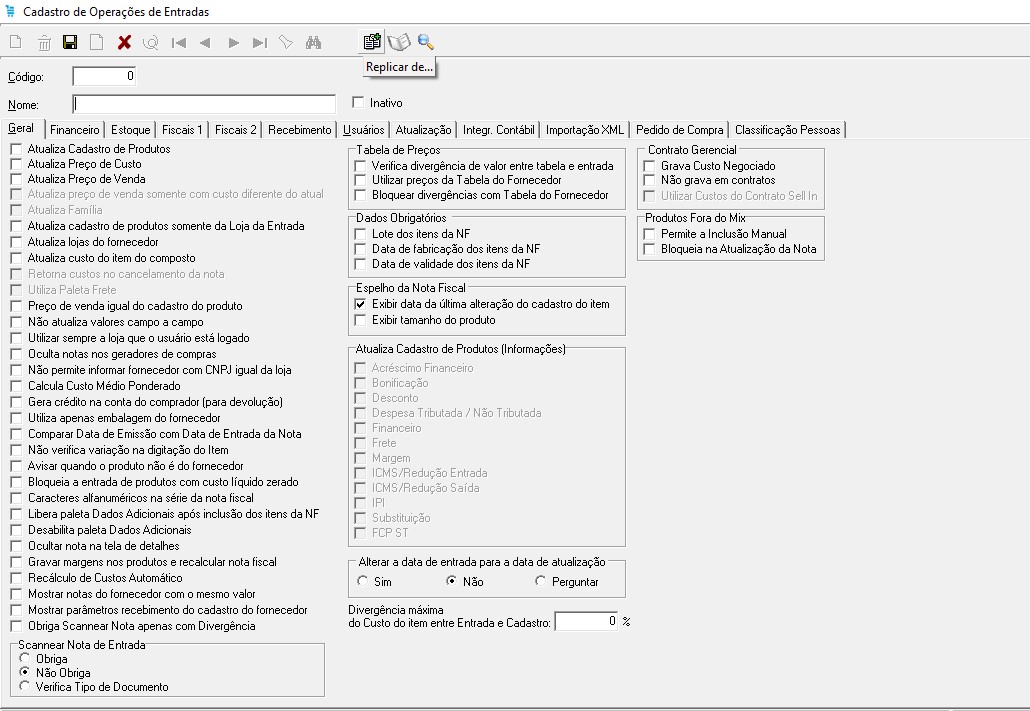 Cadastro de Operações de Entradas
Replicar de...
Código: 0
Nome:
Inativo
Geral Financeiro Estoque Fiscais 1 Fiscais 2 Recebimento Usuários Atualização Integr. Contábil Importação XML Pedido de Compra Classificação Pessoas
Atualiza Cadastro de Produtos
Atualiza Preço de Custo
Atualiza Preço de Venda
Atualiza preço de venda somente com custo diferente do atual
Atualiza Família
Atualiza cadastro de produtos somente da Loja da Entrada
Atualiza lojas do fornecedor
Atualiza custo do item do composto
Retorna custos no cancelamento da nota
Utiliza Paleta Frete
Preço de venda igual do cadastro do produto
Não atualiza valores campo a campo
Utilizar sempre a loja que o usuário está logado
Oculta notas nos geradores de compras
Não permite informar fornecedor com CNPJ igual da loja
Calcula Custo Médio Ponderado
Gera crédito na conta do comprador (para devolução)
Utiliza apenas embalagem do fornecedor
Comparar Data de Emissão com Data de Entrada da Nota
Não verifica variação na digitação do Item
Avisar quando o produto não é do fornecedor
Bloqueia a entrada de produtos com custo líquido zerado
Caracteres alfanuméricos na série da nota fiscal
Libera paleta Dados Adicionais após inclusão dos itens da NF
Desabilita paleta Dados Adicionais
Ocultar nota na tela de detalhes
Gravar margens nos produtos e recalcular nota fiscal
Recálculo de Custos Automático
Mostrar notas do fornecedor com o mesmo valor
Mostrar parâmetros recebimento do cadastro do fornecedor
Obriga Scannear Nota apenas com Divergência
Scannear Nota de Entrada
Obriga
Não Obriga
Verifica Tipo de Documento
Tabela de Preços
Verifica divergência de valor entre tabela e entrada
Utilizar preços da Tabela do Fornecedor
Bloquear divergências com Tabela do Fornecedor
Dados Obrigatórios
Lote dos itens da NF
Data de fabricação dos itens da NF
Data de validade dos itens da NF
Espelho da Nota Fiscal
Exibir data da última alteração do cadastro do item
Exibir tamanho do produto
Atualiza Cadastro de Produtos (Informações)
Acréscimo Financeiro
Bonificação
Desconto
Despesa Tributada / Não Tributada
Financeiro
Frete
Margem
ICMS/Redução Entrada
ICMS/Redução Saída
IPI
Substituição
FCP ST
Alterar a data de entrada para a data de atualização
Sim Não Perguntar
Divergência máxima
do Custo do item entre Entrada e Cadastro: 0 %
Contrato Gerencial
Grava Custo Negociado
Não grava em contratos
Utilizar Custos do Contrato Sell In
Produtos Fora do Mix
Permite a Inclusão Manual
Bloqueia na Atualização da Nota